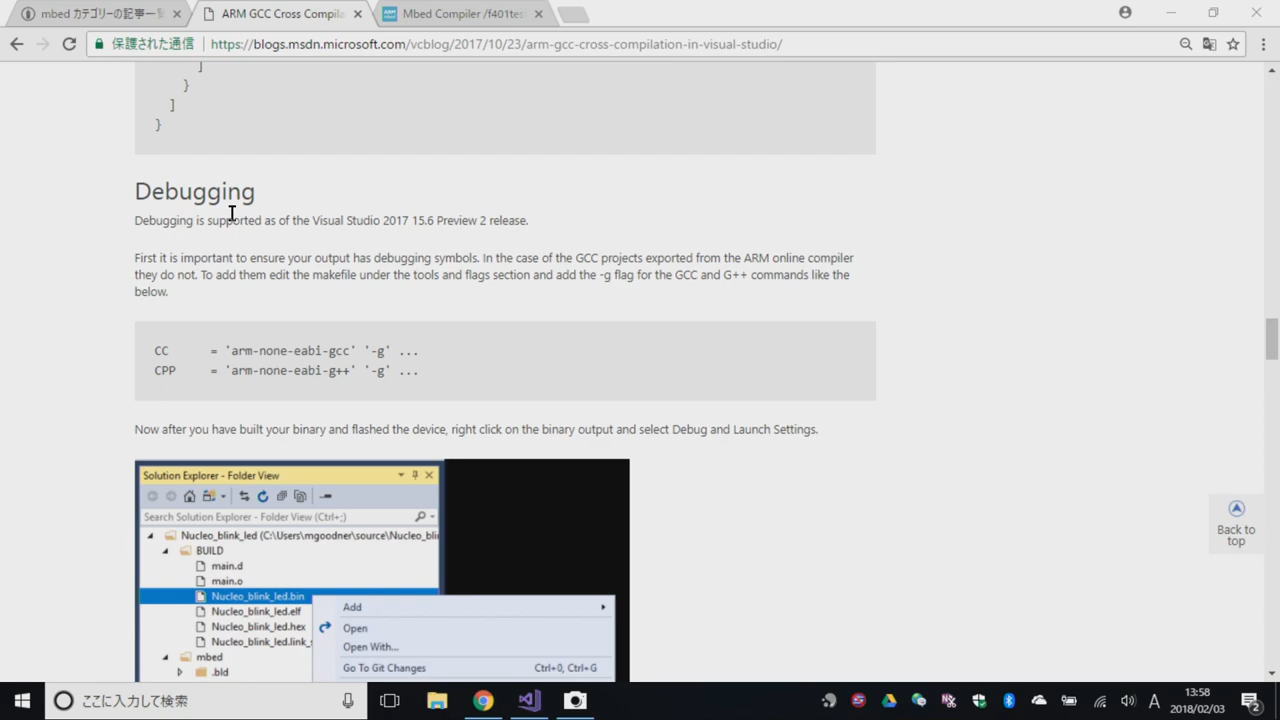 mbed カテゴリーの記事一覧
ARM GCC Cross Compila
Mbed Compiler /f401tes
保護された通信
https://blogs.msdn.microsoft.com/vcblog/2017/10/23/arm-gcc-cross-compilation-in-visual-studio/
]
}
]
}
Debugging
Debugging is supported as of the Visual Studio 2017 15.6 Preview 2 release.
First it is important to ensure your output has debugging symbols. In the case of the GCC projects exported from the ARM online compiler
they do not. To add them edit the makefile under the tools and flags section and add the -g flag for the GCC and G++ commands like the
below.
CC = 'arm-none-eabi-gcc' '-g' ...
CPP = 'arm-none-eabi-g++' '-g' ...
Now after you have built your binary and flashed the device, right click on the binary output and select Debug and Launch Settings.
Solution Explorer - Folder View
Search Solution Explorer - Folder View (Ctrl+;)
Nucleo_blink_led (C:\Users\mgoodner\source\Nucleo_bli
BUILD
main.d
main.o
Nucleo_blink_led.bin
Nucleo_blink_led.elf
Nucleo_blink_led.hex
Nucleo_blink_led.link_s
mbed
.bld
Add
Open
Open With...
Go To Git Changes Ctrl+0, Ctrl+G
Back to
top
ここに入力して検索
A
13:58
2018/02/03
2